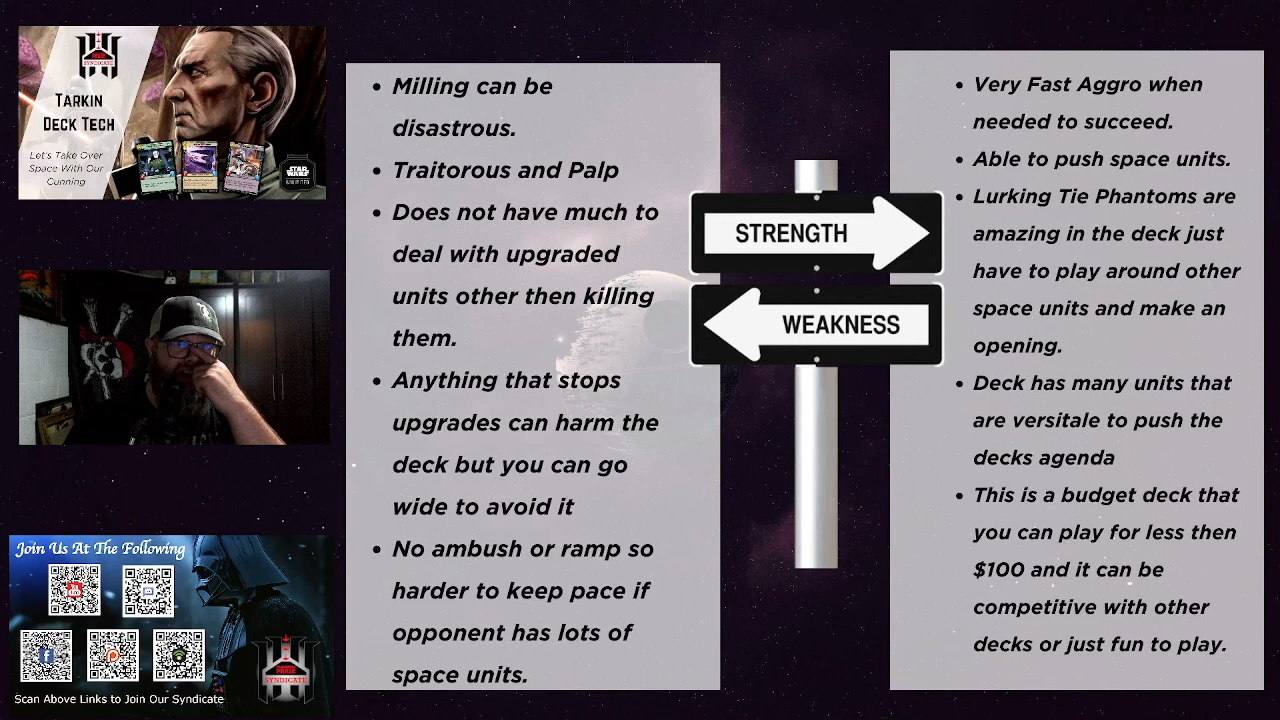 TARKIN
DECK TECH
Let's Take Over
Space With Our
Cunning
STAR
WARS
UNLIMITED
SYNDICATE
Milling can be
disastrous.
Traitorous and Palp
Does not have much to
deal with upgraded
units other then killing
them.
Anything that stops
upgrades can harm the
deck but you can go
wide to avoid it
No ambush or ramp so
harder to keep pace if
opponent has lots of
space units.
STRENGTH
WEAKNESS
Very Fast Aggro when
needed to succeed.
Able to push space units.
Lurking Tie Phantoms are
amazing in the deck just
have to play around other
space units and make an
opening.
Deck has many units that
are versitale to push the
decks agenda
This is a budget deck that
you can play for less then
$100 and it can be
competitive with other
decks or just fun to play.
Join Us At The Following
SYNDICATE
Scan Above Links to Join Our Syndicate